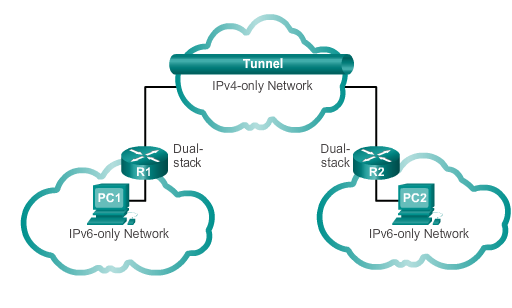 Tunnel
IPv4-only Network
Dual-
stack
R1
Dual-
stack
R2
PC1
IPv6-only Network
PC2
IPv6-only Network